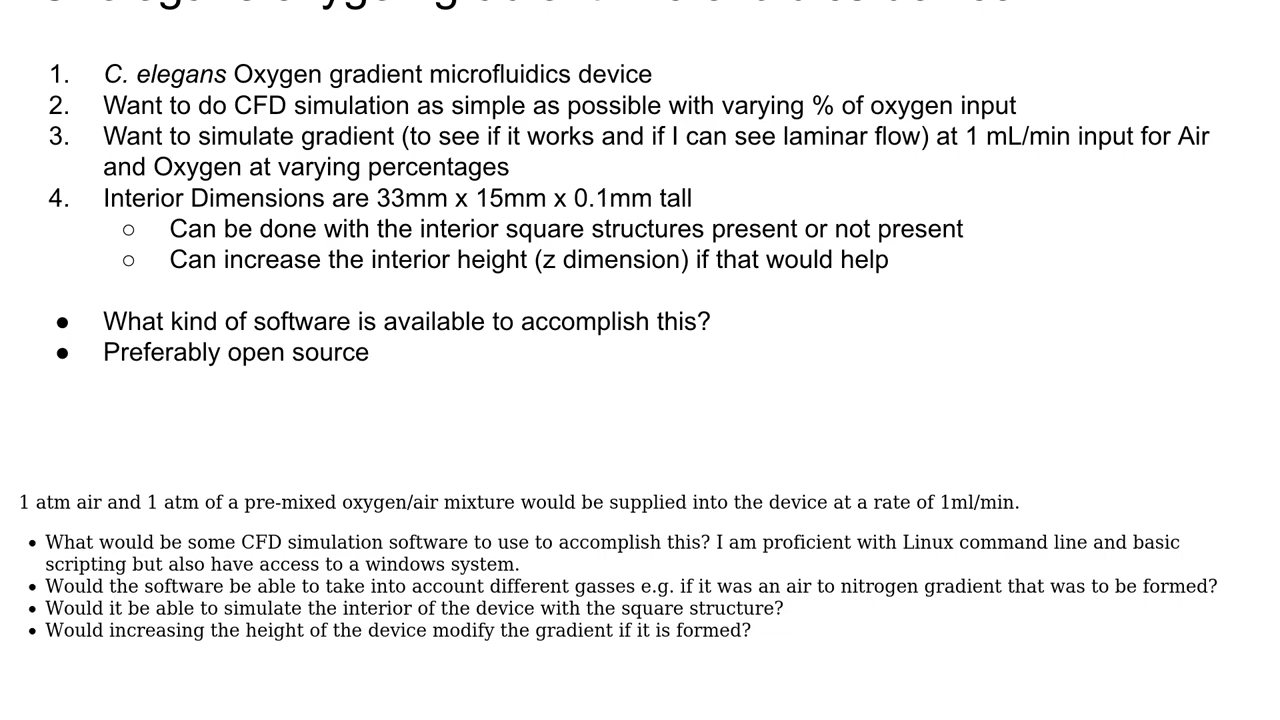 1. C. elegans Oxygen gradient microfluidics device
2. Want to do CFD simulation as simple as possible with varying % of oxygen input
3. Want to simulate gradient (to see if it works and if I can see laminar flow) at 1 mL/min input for Air
and Oxygen at varying percentages
4. Interior Dimensions are 33mm x 15mm x 0.1mm tall
○ Can be done with the interior square structures present or not present
○ Can increase the interior height (z dimension) if that would help
● What kind of software is available to accomplish this?
● Preferably open source
1 atm air and 1 atm of a pre-mixed oxygen/air mixture would be supplied into the device at a rate of 1ml/min.
• What would be some CFD simulation software to use to accomplish this? I am proficient with Linux command line and basic
scripting but also have access to a windows system.
• Would the software be able to take into account different gasses e.g. if it was an air to nitrogen gradient that was to be formed?
• Would it be able to simulate the interior of the device with the square structure?
• Would increasing the height of the device modify the gradient if it is formed?